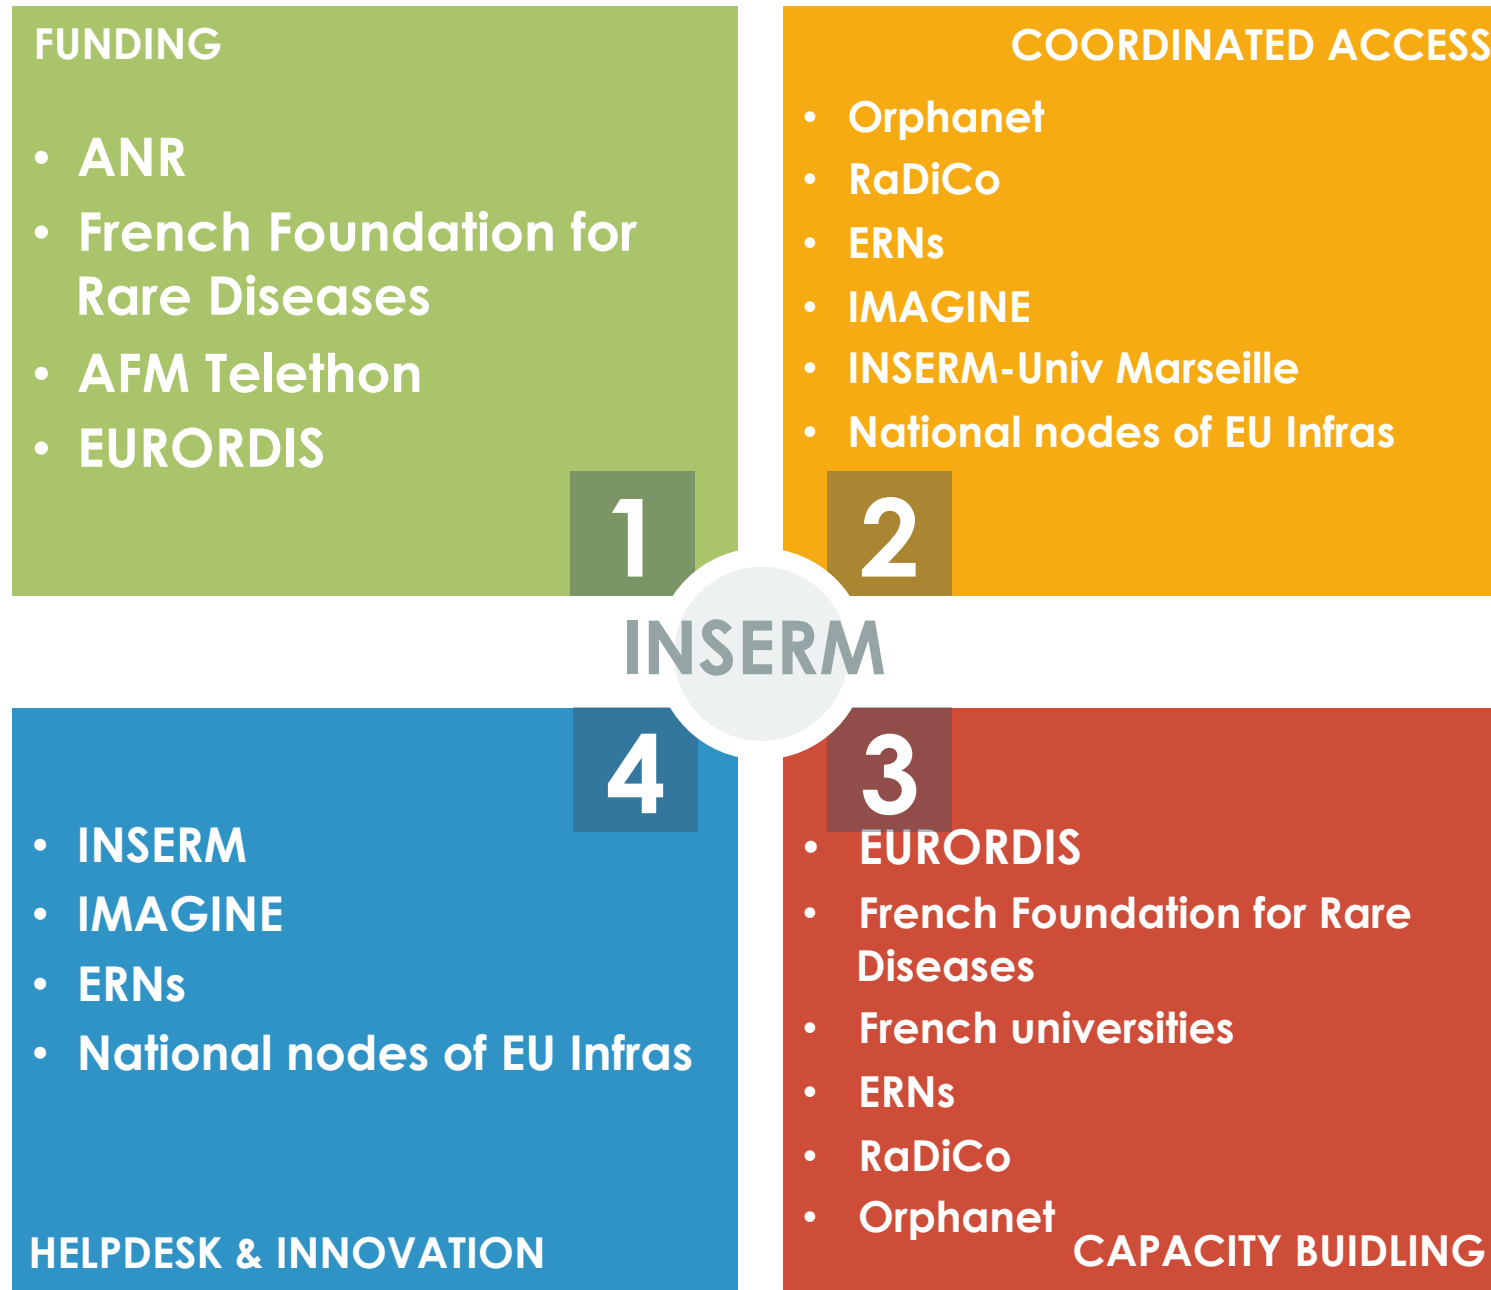 FUNDING
• ANR
• French Foundation for
Rare Diseases
• AFM Telethon
• EURORDIS
1
COORDINATED ACCESS
• Orphanet
• RaDiCo
• ERNs
• IMAGINE
• INSERM-Univ Marseille
• National nodes of EU Infras
2
INSERM
4
• INSERM
• IMAGINE
• ERNs
• National nodes of EU Infras
HELPDESK & INNOVATION
3
• EURORDIS
• French Foundation for Rare
Diseases
• French universities
• ERNs
• RaDiCo
• Orphanet
CAPACITY BUIDLING